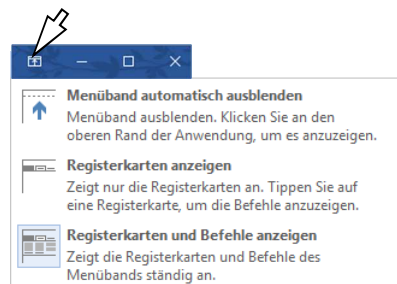 Menüband automatisch ausblenden
Menüband ausblenden. Klicken Sie an den
oberen Rand der Anwendung, um es anzuzeigen.
Registerkarten anzeigen
Zeigt nur die Registerkarten an. Tippen Sie auf
eine Registerkarte, um die Befehle anzuzeigen.
Registerkarten und Befehle anzeigen
Zeigt die Registerkarten und Befehle des
Menübands ständig an.